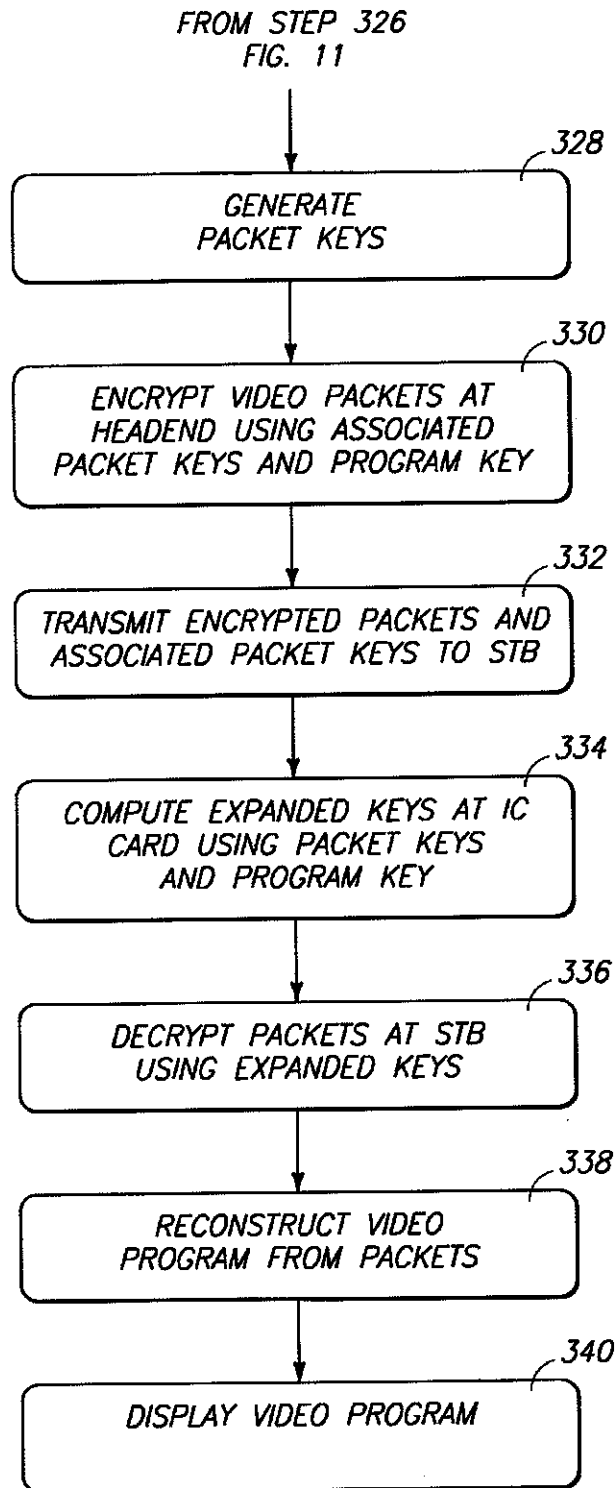 FROM STEP 326
FIG. 11
328
GENERATE
PACKET KEYS
330
ENCRYPT VIDEO PACKETS AT
HEADEND USING ASSOCIATED
PACKET KEYS AND PROGRAM KEY
332
TRANSMIT ENCRYPTED PACKETS AND
ASSOCIATED PACKET KEYS TO STB
334
COMPUTE EXPANDED KEYS AT IC
CARD USING PACKET KEYS
AND PROGRAM KEY
336
DECRYPT PACKETS AT STB
USING EXPANDED KEYS
338
RECONSTRUCT VIDEO
PROGRAM FROM PACKETS
340
DISPLAY VIDEO PROGRAM